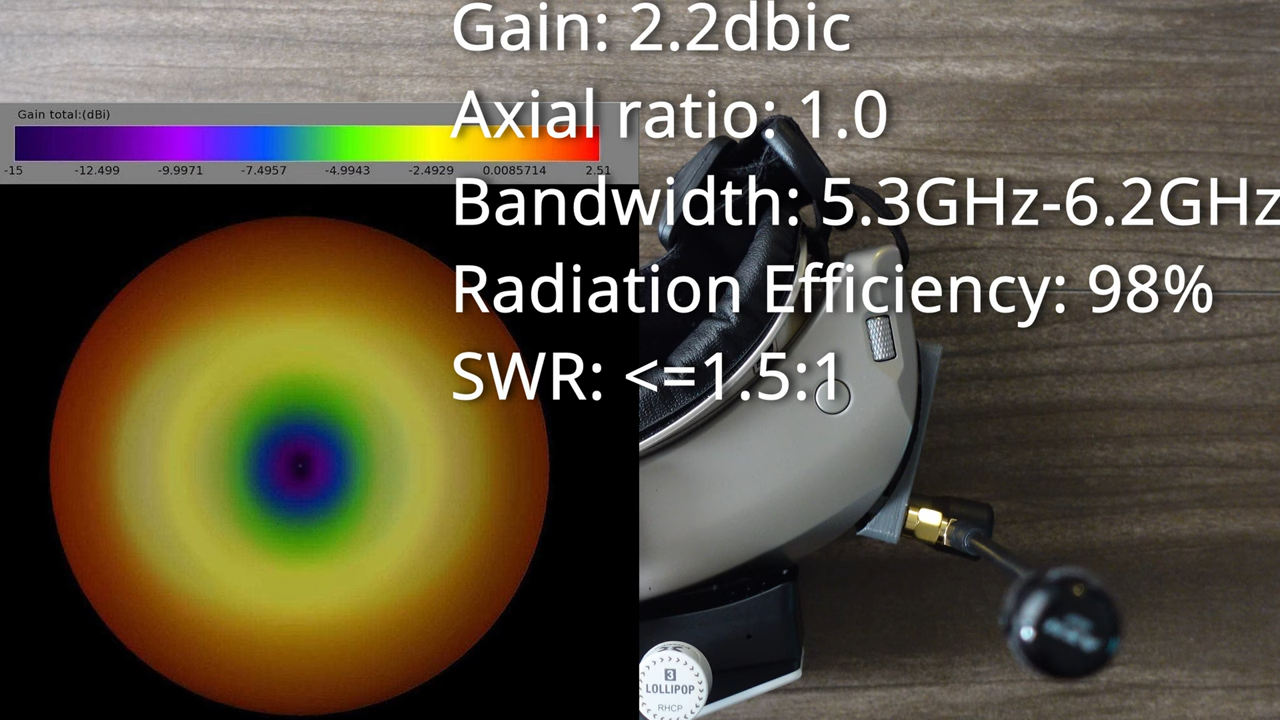 Gain: 2.2dbic
Gain total:(dBi)
Axial ratio: 1.0
-15 -12.499 -9.9971 -7.4957 -4.9943 -2.4929 0.0085714 2.51
Bandwidth: 5.3GHz-6.2GHz
Radiation Efficiency: 98%
SWR: <=1.5:1
3
LOLLIPOP
RHCP